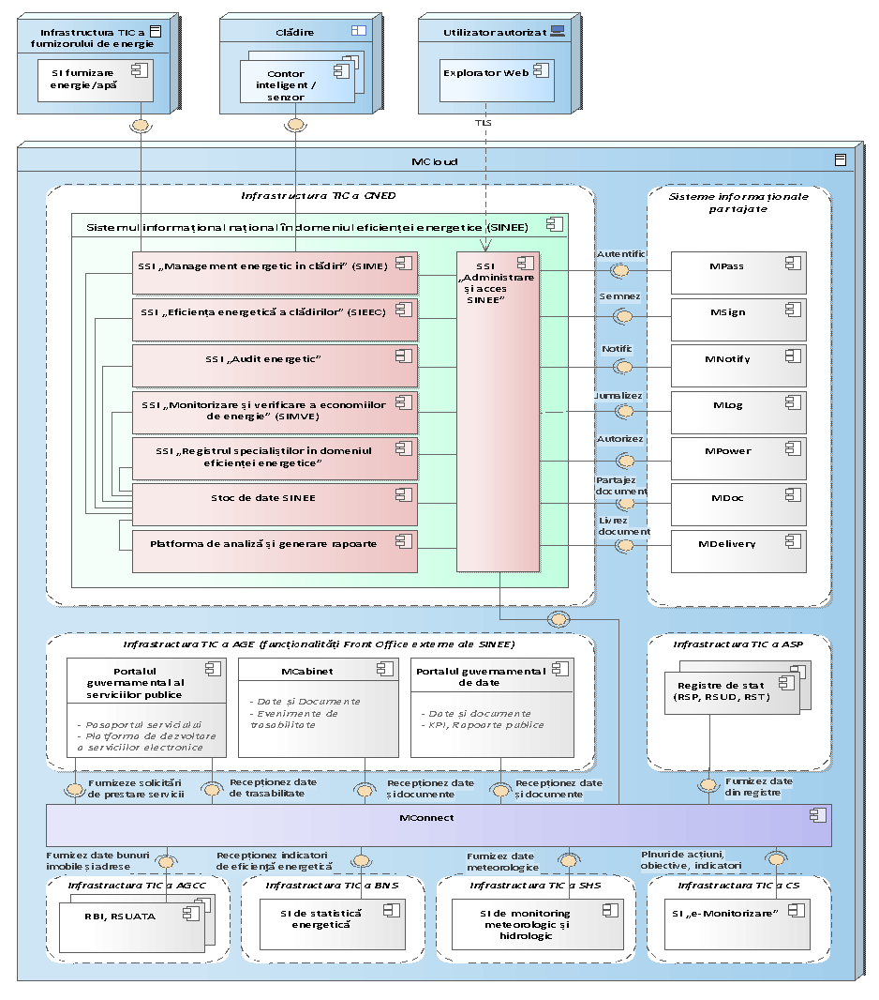 Infrastructura TIC a
furnizorului de energie
SI furnizare
energie/apă
Clădire
Contor
inteligent /
senzor
Utilizator autorizat
Explorator Web
TLS
MCloud
Infrastructura TIC a CNED
Sistemul informațional național în domeniul eficienței energetice (SINEE)
SSI „Management energetic în clădiri” (SIME)
SSI „Eficiența energetică a clădirilor” (SIEEC)
SSI „Audit energetic”
SSI „Monitorizare și verificare a economiilor
de energie” (SIMVE)
SSI „Registrul specialiștilor în domeniul
eficienței energetice”
Stoc de date SINEE
Platforma de analiză și generare rapoarte
SSI
„Administrare
și acces
SINEE”
Autentific
Semnez
Notific
Jurnalizez
Autorizez
Partajez
document
Livrez
document
Sisteme informaționale
partajate
MPass
MSign
MNotify
MLog
MPower
MDoc
MDelivery
Infrastructura TIC a AGE (funcționalități Front Office externe ale SINEE)
Portalul
guvernamental al
serviciilor publice
- Pașaportul serviciului
- Platforma de dezvoltare
a serviciilor electronice
MCabinet
- Date și Documente
- Evenimente de
trasabilitate
Portalul guvernamental
de date
- Date și documente
- KPI, Rapoarte publice
Infrastructura TIC a ASP
Registre de stat
(RSP, RSUD, RST)
Furnizeze solicitări
de prestare servicii
Recepționez date
de trasabilitate
Recepționez date
și documente
Recepționez date
și documente
Furnizez date
din registre
MConnect
Furnizez date bunuri
imobile și adrese
Recepționez indicatori
de eficiență energetică
Furnizez date
meteorologice
Plnuri de acțiuni,
obiective, indicatori
Infrastructura TIC a AGCC
RBI, RSUATA
Infrastructura TIC a BNS
SI de statistică
energetică
Infrastructura TIC a SHS
SI de monitoring
meteorologic și
hidrologic
Infrastructura TIC a CS
SI „e-Monitorizare”